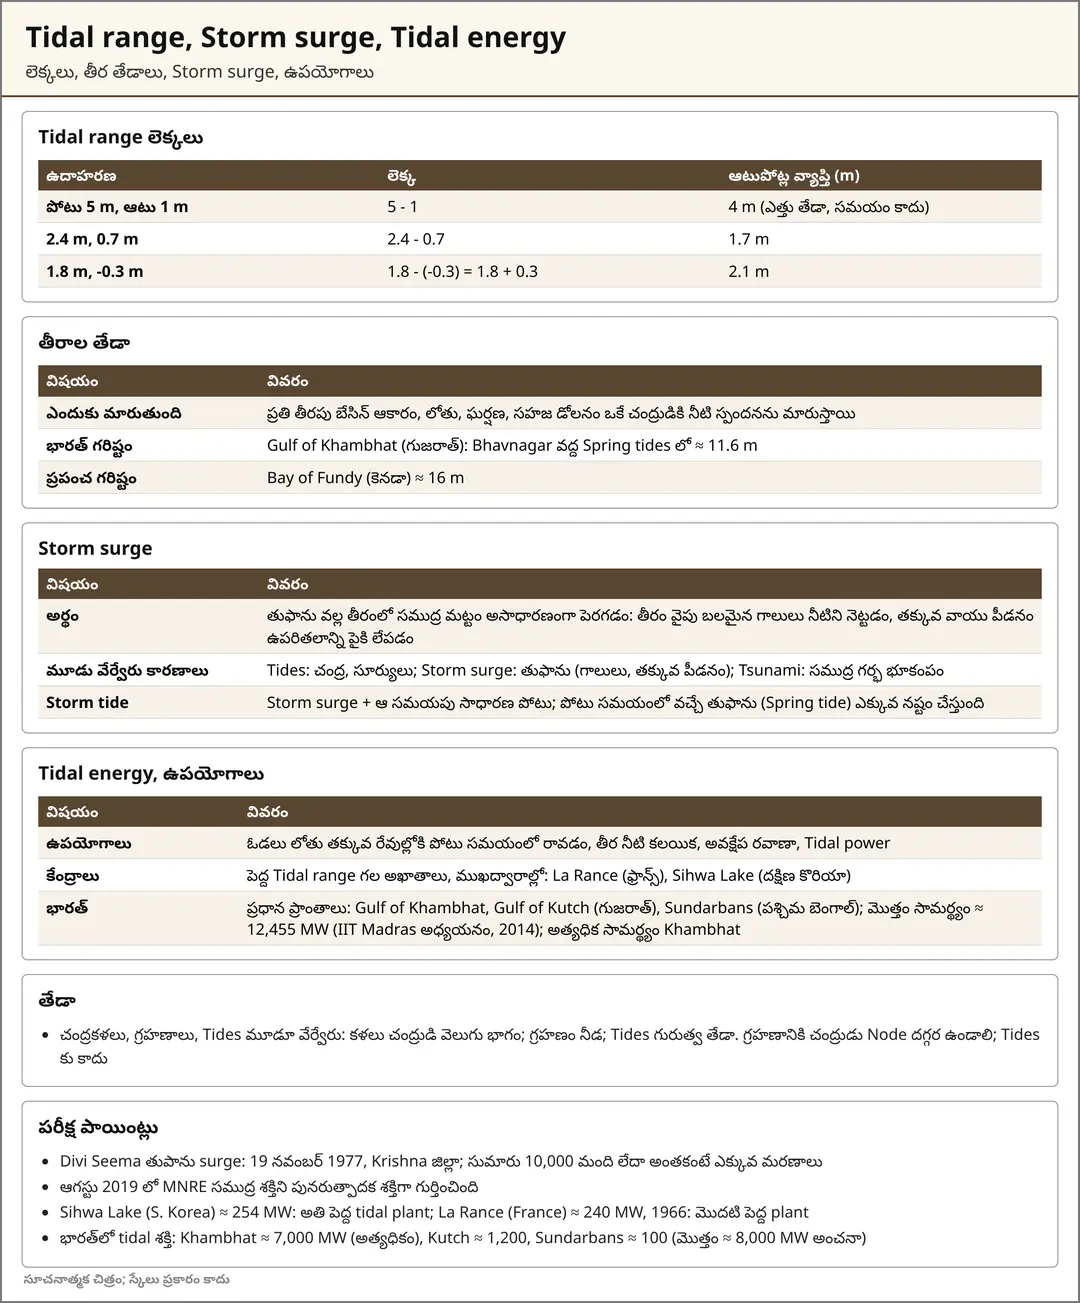 Tidal range, Storm surge, Tidal energy
లెక్కలు, తీర తేడాలు, Storm surge, ఉపయోగాలు
Tidal range లెక్కలు
ఉదాహరణ లెక్క ఆటుపోట్ల వ్యాప్తి (m)
పోటు 5 m, ఆటు 1 m 5 - 1 4 m (ఎత్తు తేడా, సమయం కాదు)
2.4 m, 0.7 m 2.4 - 0.7 1.7 m
1.8 m, -0.3 m 1.8 - (-0.3) = 1.8 + 0.3 2.1 m
తీరాల తేడా
విషయం వివరం
ఎందుకు మారుతుంది ప్రతి తీరపు బేసిన్ ఆకారం, లోతు, ఘర్షణ, సహజ డోలనం ఒకే చంద్రుడికి నీటి స్పందనను మారుస్తాయి
భారత్ గరిష్టం Gulf of Khambhat (గుజరాత్): Bhavnagar వద్ద Spring tides లో ≈ 11.6 m
ప్రపంచ గరిష్టం Bay of Fundy (కెనడా) ≈ 16 m
Storm surge
విషయం వివరం
అర్థం తుఫాను వల్ల తీరంలో సముద్ర మట్టం అసాధారణంగా పెరగడం: తీరం వైపు బలమైన గాలులు నీటిని నెట్టడం, తక్కువ వాయు పీడనం
ఉపరితలాన్ని పైకి లేపడం
మూడు వేర్వేరు కారణాలు Tides: చంద్ర, సూర్యులు; Storm surge: తుఫాను (గాలులు, తక్కువ పీడనం); Tsunami: సముద్ర గర్భ భూకంపం
Storm tide Storm surge + ఆ సమయపు సాధారణ పోటు; పోటు సమయంలో వచ్చే తుఫాను (Spring tide) ఎక్కువ నష్టం చేస్తుంది
Tidal energy, ఉపయోగాలు
విషయం వివరం
ఉపయోగాలు ఓడలు లోతు తక్కువ రేవుల్లోకి పోటు సమయంలో రావడం, తీర నీటి కలయిక, అవక్షేప రవాణా, Tidal power
కేంద్రాలు పెద్ద Tidal range గల అఖాతాలు, ముఖద్వారాల్లో: La Rance (ఫ్రాన్స్), Sihwa Lake (దక్షిణ కొరియా)
భారత్ ప్రధాన ప్రాంతాలు: Gulf of Khambhat, Gulf of Kutch (గుజరాత్), Sundarbans (పశ్చిమ బెంగాల్); మొత్తం సామర్థ్యం ≈
12,455 MW (IIT Madras అధ్యయనం, 2014); అత్యధిక సామర్థ్యం Khambhat
తేడా
• చంద్రకళలు, గ్రహణాలు, Tides మూడూ వేర్వేరు: కళలు చంద్రుడి వెలుగు భాగం; గ్రహణం నీడ; Tides గురుత్వ తేడా. గ్రహణానికి చంద్రుడు Node దగ్గర ఉండాలి; Tides
కు కాదు
పరీక్ష పాయింట్లు
• Divi Seema తుపాను surge: 19 నవంబర్ 1977, Krishna జిల్లా; సుమారు 10,000 మంది లేదా అంతకంటే ఎక్కువ మరణాలు
• ఆగస్టు 2019 లో MNRE సముద్ర శక్తిని పునరుత్పాదక శక్తిగా గుర్తించింది
• Sihwa Lake (S. Korea) ≈ 254 MW: అతి పెద్ద tidal plant; La Rance (France) ≈ 240 MW, 1966: మొదటి పెద్ద plant
• భారత్‌లో tidal శక్తి: Khambhat ≈ 7,000 MW (అత్యధికం), Kutch ≈ 1,200, Sundarbans ≈ 100 (మొత్తం ≈ 8,000 MW అంచనా)
సూచనాత్మక చిత్రం; స్కేలు ప్రకారం కాదు